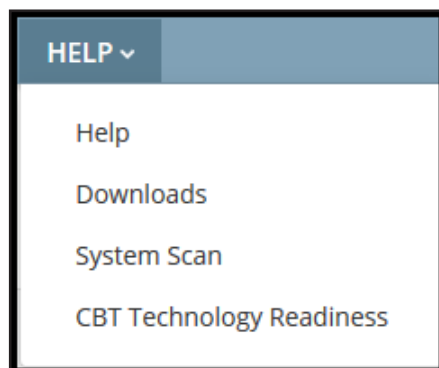 HELP
Help
Downloads
System Scan
CBT Technology Readiness